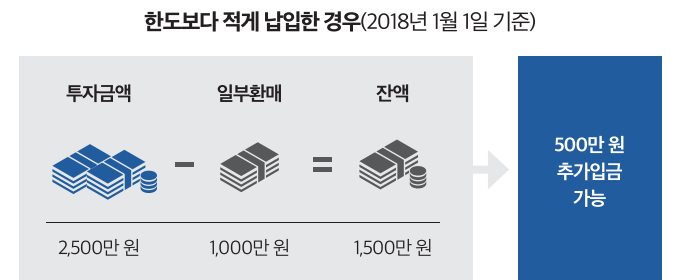 한도보다 적게 납입한 경우(2018년 1월 1일 기준)
투자금액 일부환매 잔액
2,500만 원 1,000만 원 1,500만 원
500만 원
추가입금
가능